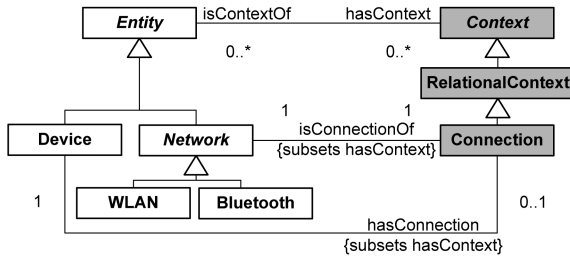 Entity
isContextOf
hasContext
Context
0..*
0..*
RelationalContext
1
1
Device
Network
isConnectionOf
{subsets hasContext}
Connection
WLAN
Bluetooth
1
0..1
hasConnection
{subsets hasContext}